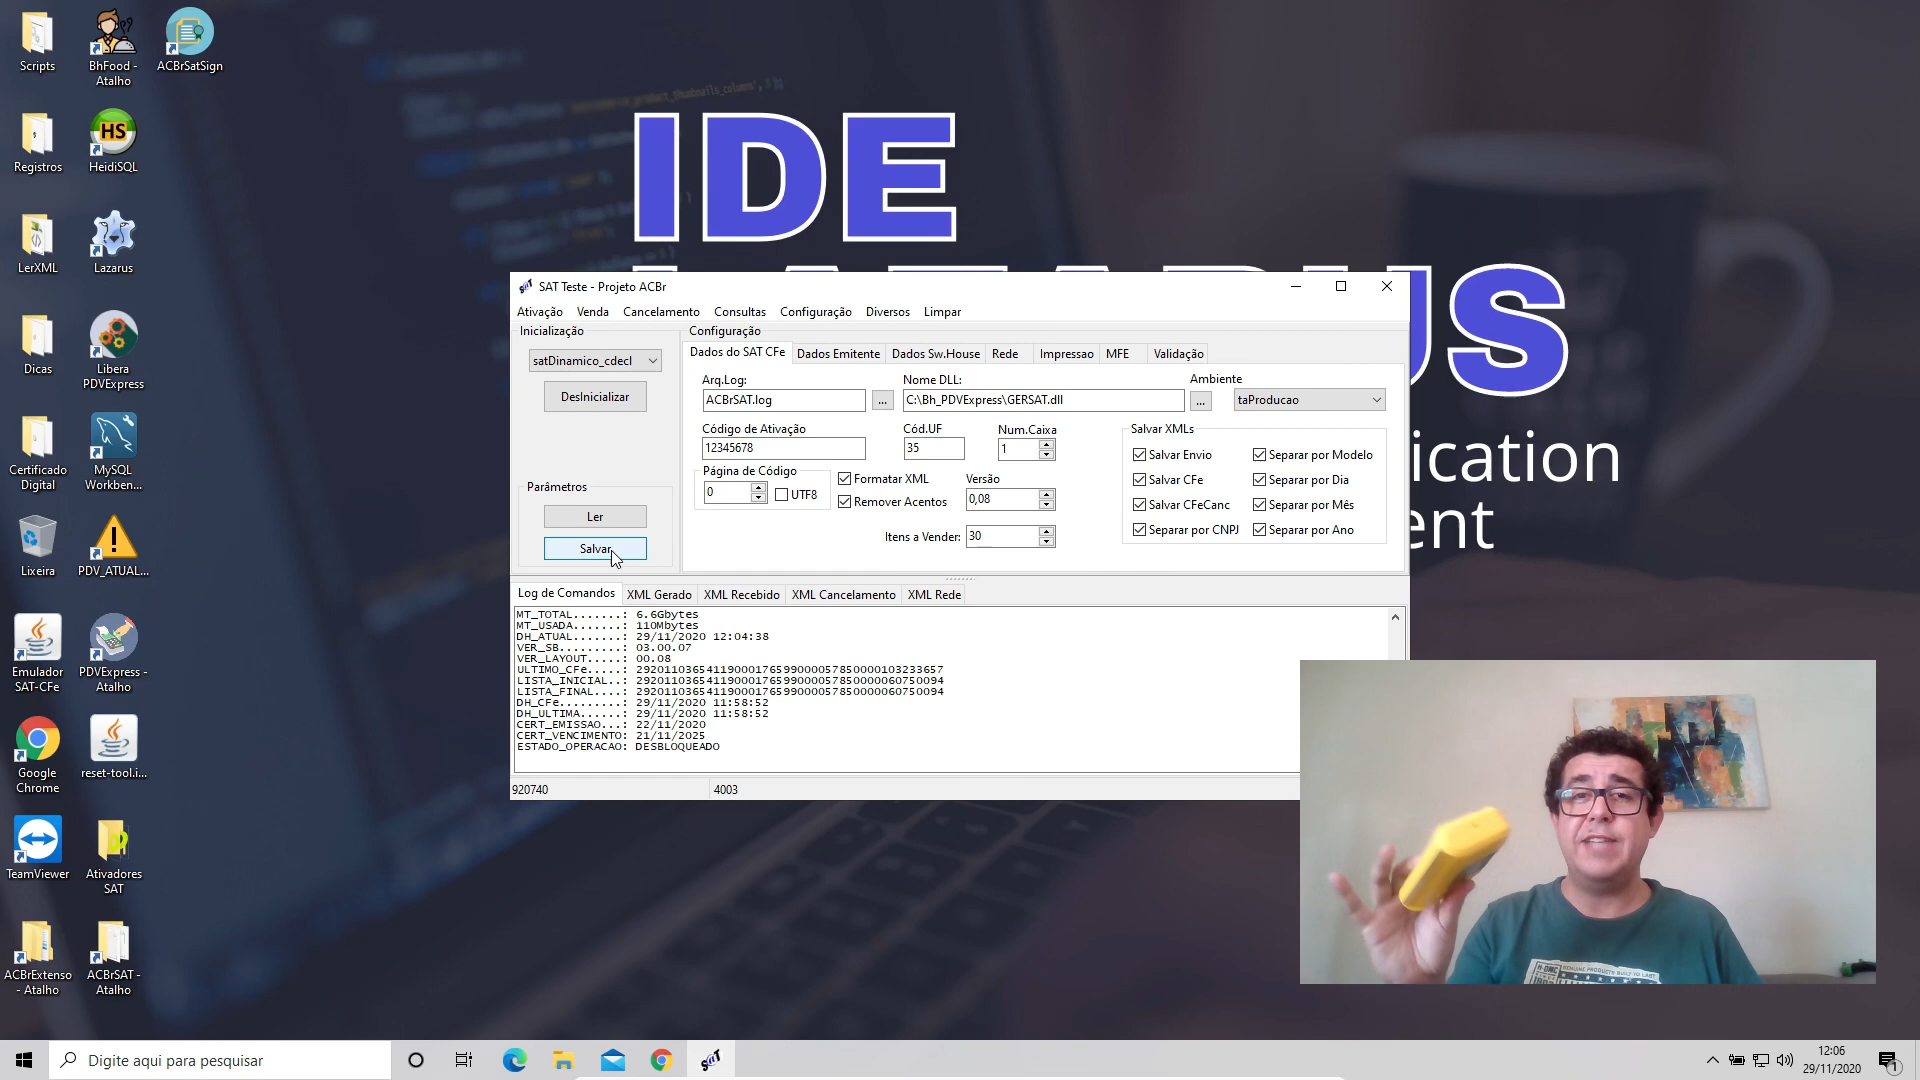 Scripts
BhFood -
Atalho
ACBrSatSign
Registros
HeidiSQL
LerXML
Lazarus
Dicas
Libera
PDVExpress
Certificado
Digital
MySQL
Workben...
Lixeira
PDV_ATUAL...
Emulador
SAT-CFe
PDVExpress -
Atalho
Google
Chrome
reset-tool.i...
TeamViewer
Ativadores
SAT
ACBrExtenso
- Atalho
ACBrSAT -
Atalho
HS
IDE
US
ication
ent
SAT Teste - Projeto ACBr
Ativação Venda Cancelamento Consultas Configuração Diversos Limpar
Inicialização
satDinamico_cdecl
DesInicializar
Parâmetros
Ler
Salvar
Configuração
Dados do SAT CFe Dados Emitente Dados Sw.House Rede Impressao MFE Validação
Arq.Log:
ACBrSAT.log
...
Nome DLL:
C:\Bh_PDVExpress\GERSAT.dll
...
Ambiente
taProducao
Código de Ativação
12345678
Cód.UF
35
Num.Caixa
1
Página de Código
0
UTF8
Formatar XML
Remover Acentos
Versão
0,08
Itens a Vender: 30
Salvar XMLs
Salvar Envio Separar por Modelo
Salvar CFe Separar por Dia
Salvar CFeCanc Separar por Mês
Separar por CNPJ Separar por Ano
Log de Comandos XML Gerado XML Recebido XML Cancelamento XML Rede
MT_TOTAL.......: 6.6Gbytes
MT_USADA.......: 110Mbytes
DH_ATUAL.......: 29/11/2020 12:04:38
VER_SB.........: 03.00.07
VER_LAYOUT.....: 00.08
ULTIMO_CFe.....: 29201103654119000176599000057850000103233657
LISTA_INICIAL..: 29201103654119000176599000057850000060750094
LISTA_FINAL....: 29201103654119000176599000057850000060750094
DH_CFe.........: 29/11/2020 11:58:52
DH_ULTIMA......: 29/11/2020 11:58:52
CERT_EMISSAO...: 22/11/2020
CERT_VENCIMENTO: 21/11/2025
ESTADO_OPERACAO: DESBLOQUEADO
920740 4003
Digite aqui para pesquisar
12:06
29/11/2020
1